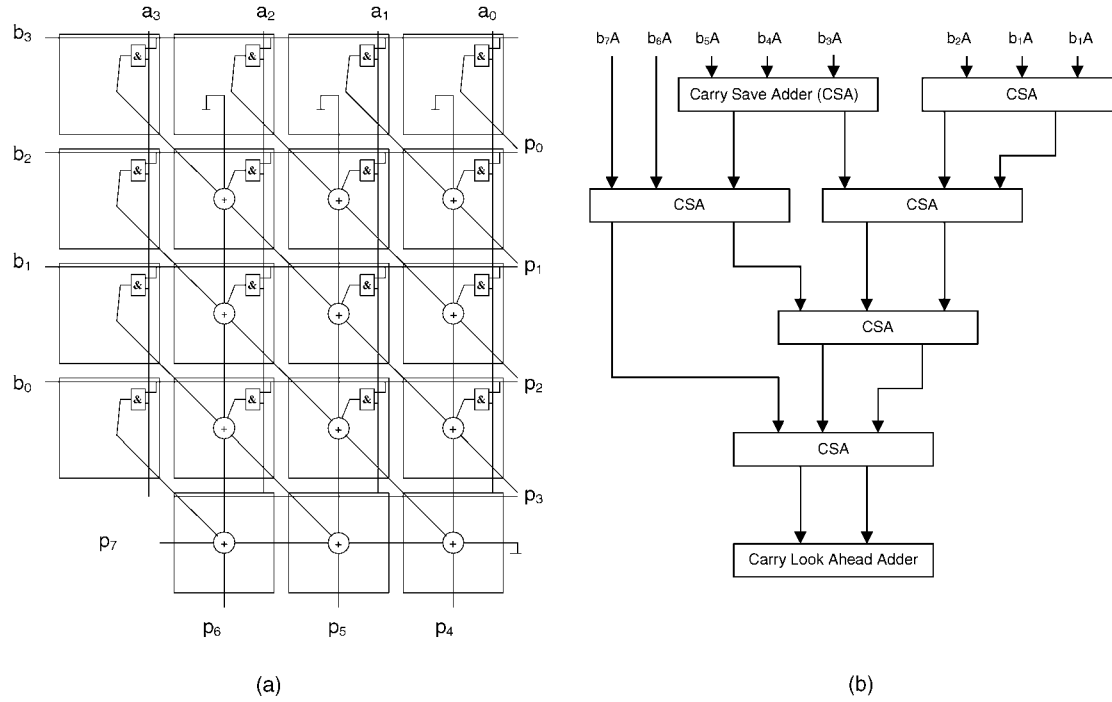 a₃ a₂ a₁ a₀
b₃
& & & &
p₀
b₂
& & & &
+ + +
p₁
b₁
& & & &
+ + +
p₂
b₀
& & & &
+ + +
p₃
p₇
+ + +
p₆ p₅ p₄
(a)
b₇A b₆A b₅A b₄A b₃A b₂A b₁A b₁A
Carry Save Adder (CSA) CSA
CSA CSA
CSA
CSA
Carry Look Ahead Adder
(b)